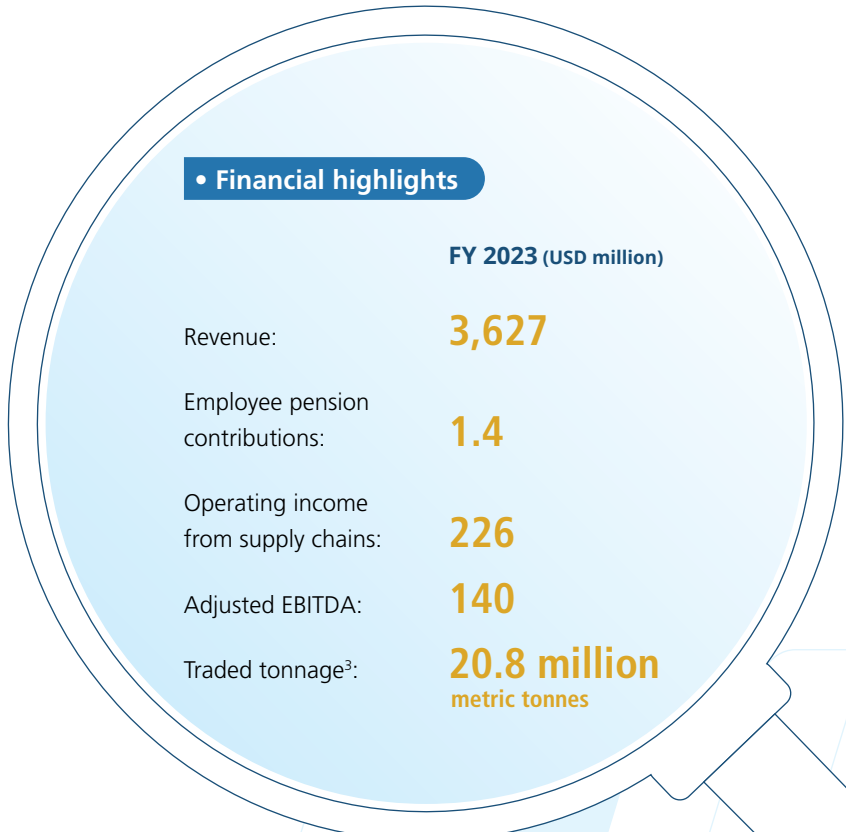 • Financial highlights
FY 2023 (USD million)
Revenue: 3,627
Employee pension
contributions: 1.4
Operating income
from supply chains: 226
Adjusted EBITDA: 140
Traded tonnage³: 20.8 million
metric tonnes